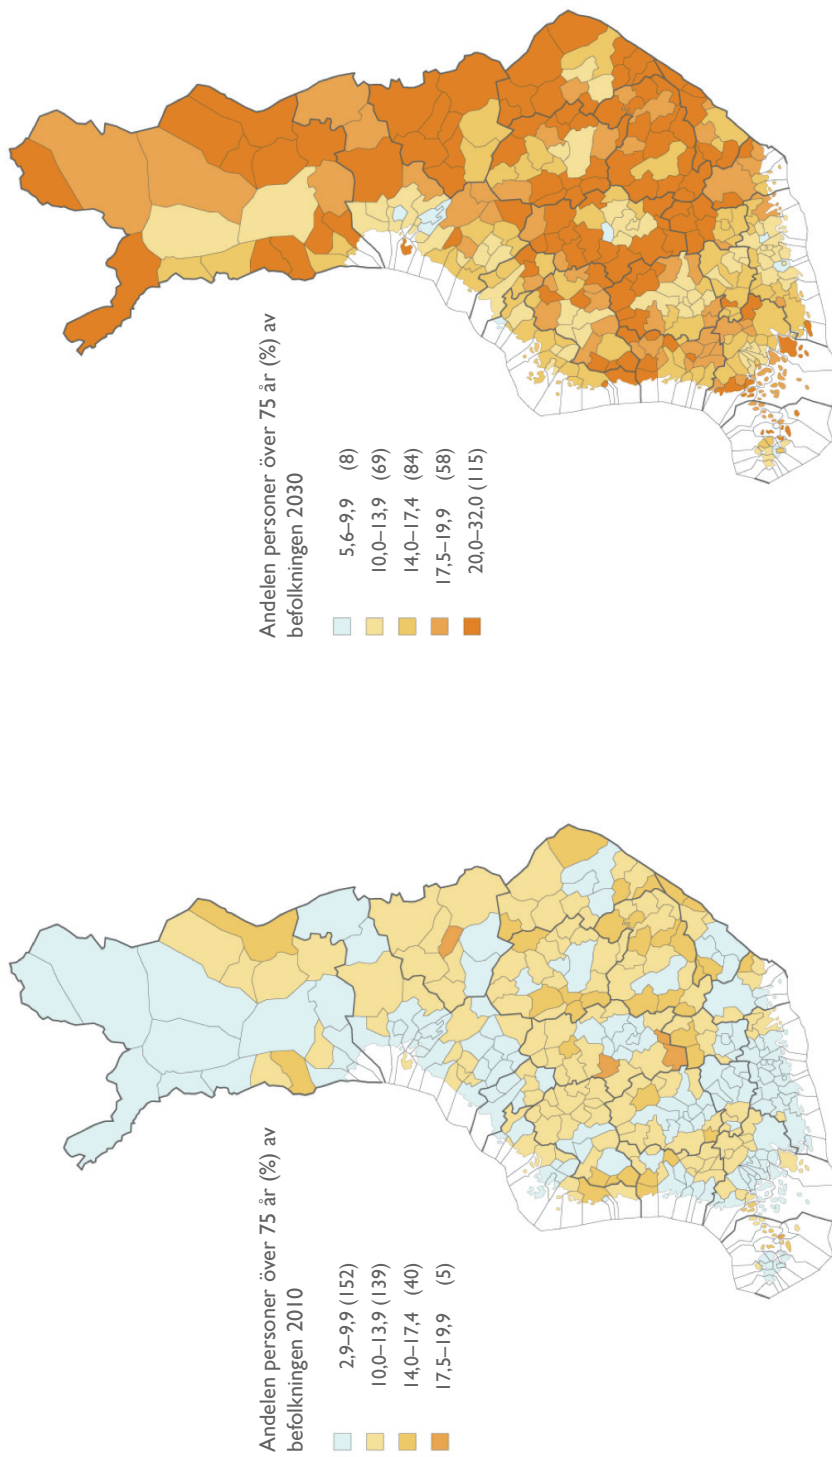 Andelen personer över 75 år (%) av
befolkningen 2010
2,9–9,9 (152)
10,0–13,9 (139)
14,0–17,4 (40)
17,5–19,9 (5)
Andelen personer över 75 år (%) av
befolkningen 2030
5,6–9,9 (8)
10,0–13,9 (69)
14,0–17,4 (84)
17,5–19,9 (58)
20,0–32,0 (115)